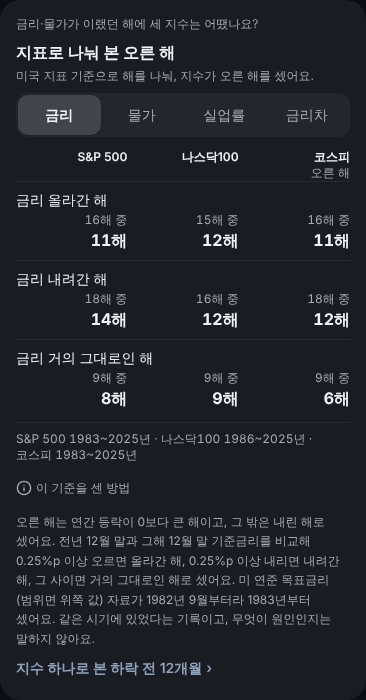 금리·물가가 이랬던 해에 세 지수는 어땠나요?
지표로 나눠 본 오른 해
미국 지표 기준으로 해를 나눠, 지수가 오른 해를 셌어요.
금리 물가 실업률 금리차
S&P 500 나스닥100 코스피
오른 해
금리 올라간 해
16해 중 15해 중 16해 중
11해 12해 11해
금리 내려간 해
18해 중 16해 중 18해 중
14해 12해 12해
금리 거의 그대로인 해
9해 중 9해 중 9해 중
8해 9해 6해
S&P 500 1983~2025년 · 나스닥100 1986~2025년 ·
코스피 1983~2025년
이 기준을 센 방법
오른 해는 연간 등락이 0보다 큰 해이고, 그 밖은 내린 해로
셌어요. 전년 12월 말과 그해 12월 말 기준금리를 비교해
0.25%p 이상 오르면 올라간 해, 0.25%p 이상 내리면 내려간
해, 그 사이면 거의 그대로인 해로 셌어요. 미 연준 목표금리
(범위면 위쪽 값) 자료가 1982년 9월부터라 1983년부터
셌어요. 같은 시기에 있었다는 기록이고, 무엇이 원인인지는
말하지 않아요.
지수 하나로 본 하락 전 12개월 ›